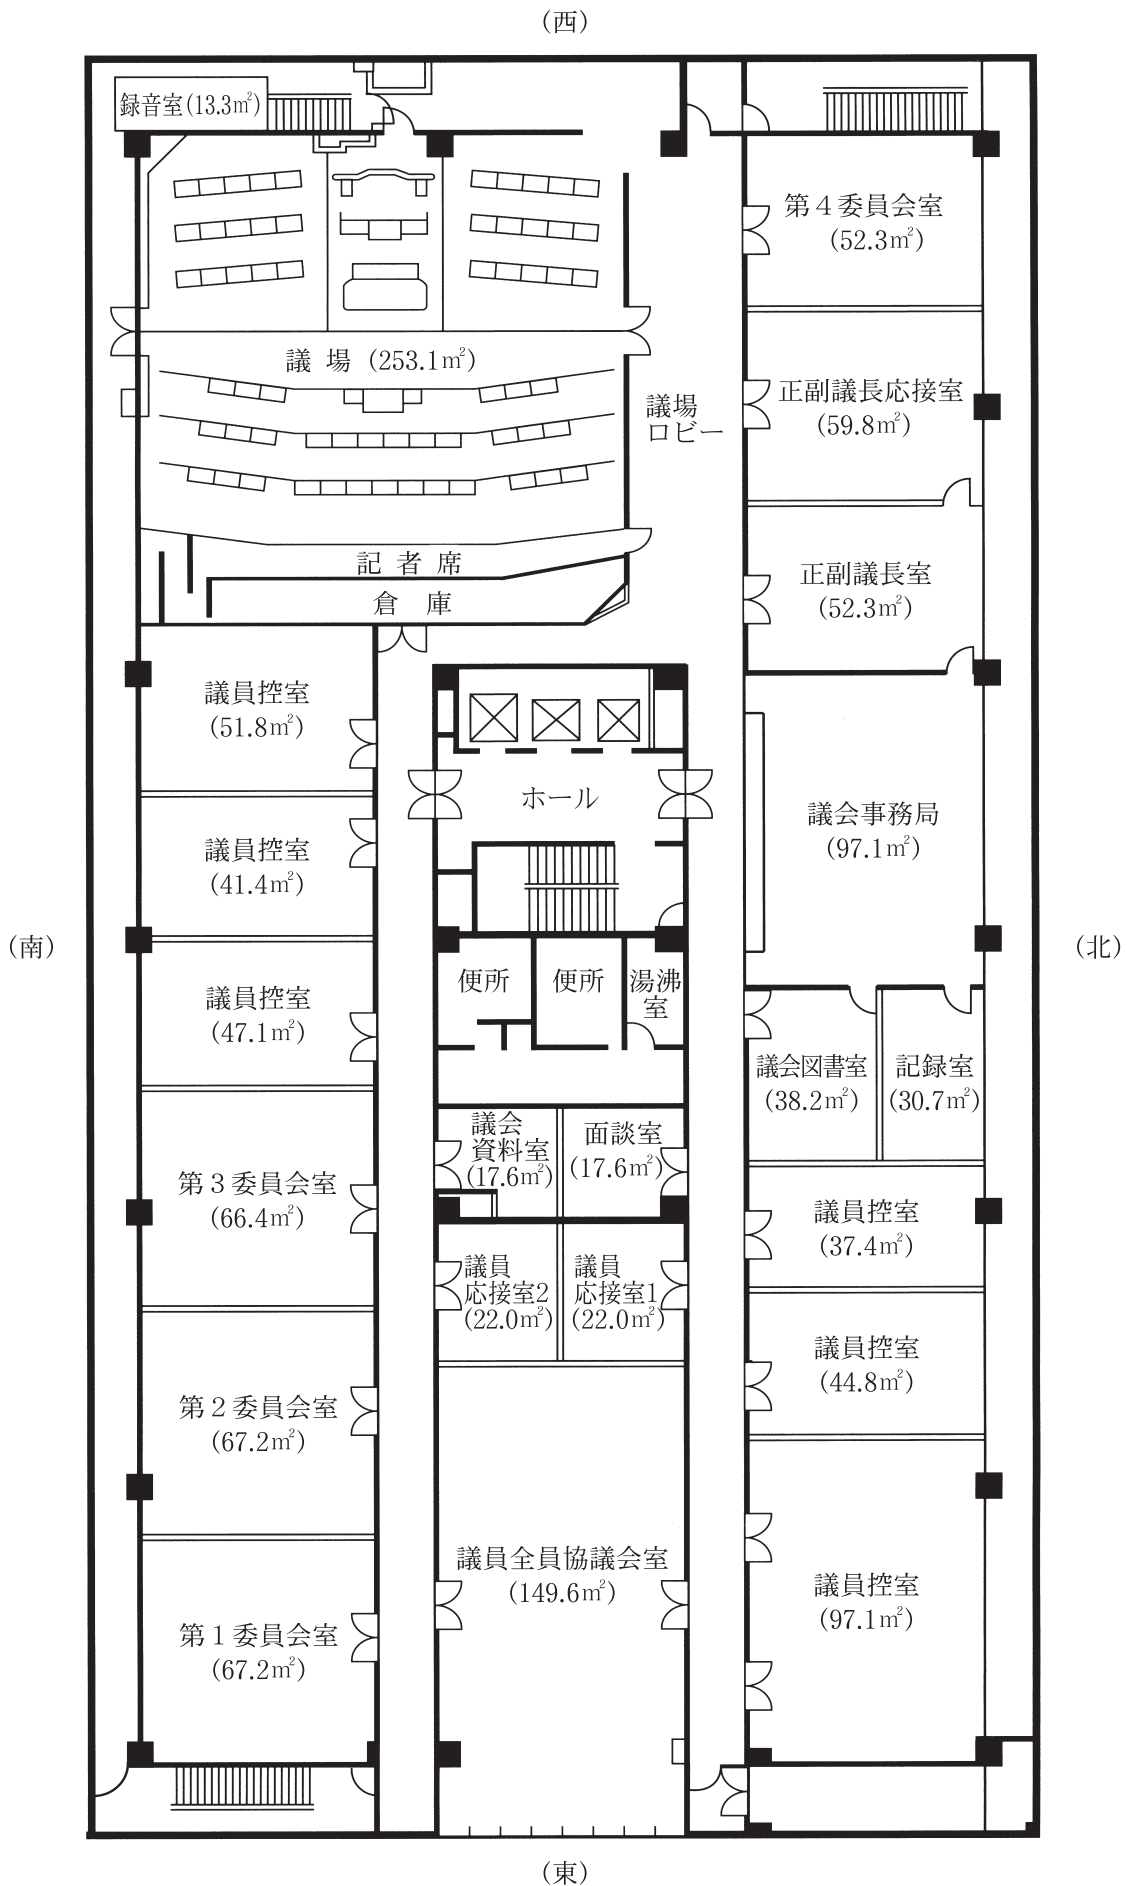 （西）
録音室(13.3㎡)
第４委員会室
(52.3㎡)
議 場 (253.1㎡)
議場
ロビー
正副議長応接室
(59.8㎡)
記 者 席
倉 庫
正副議長室
(52.3㎡)
議員控室
(51.8㎡)
ホール
議会事務局
(97.1㎡)
議員控室
(41.4㎡)
（南）
（北）
議員控室
(47.1㎡)
便所
便所
湯沸
室
議会図書室
(38.2㎡)
記録室
(30.7㎡)
議会
資料室
(17.6㎡)
面談室
(17.6㎡)
第３委員会室
(66.4㎡)
議員控室
(37.4㎡)
議員
応接室2
(22.0㎡)
議員
応接室1
(22.0㎡)
議員控室
(44.8㎡)
第２委員会室
(67.2㎡)
議員全員協議会室
(149.6㎡)
議員控室
(97.1㎡)
第１委員会室
(67.2㎡)
（東）